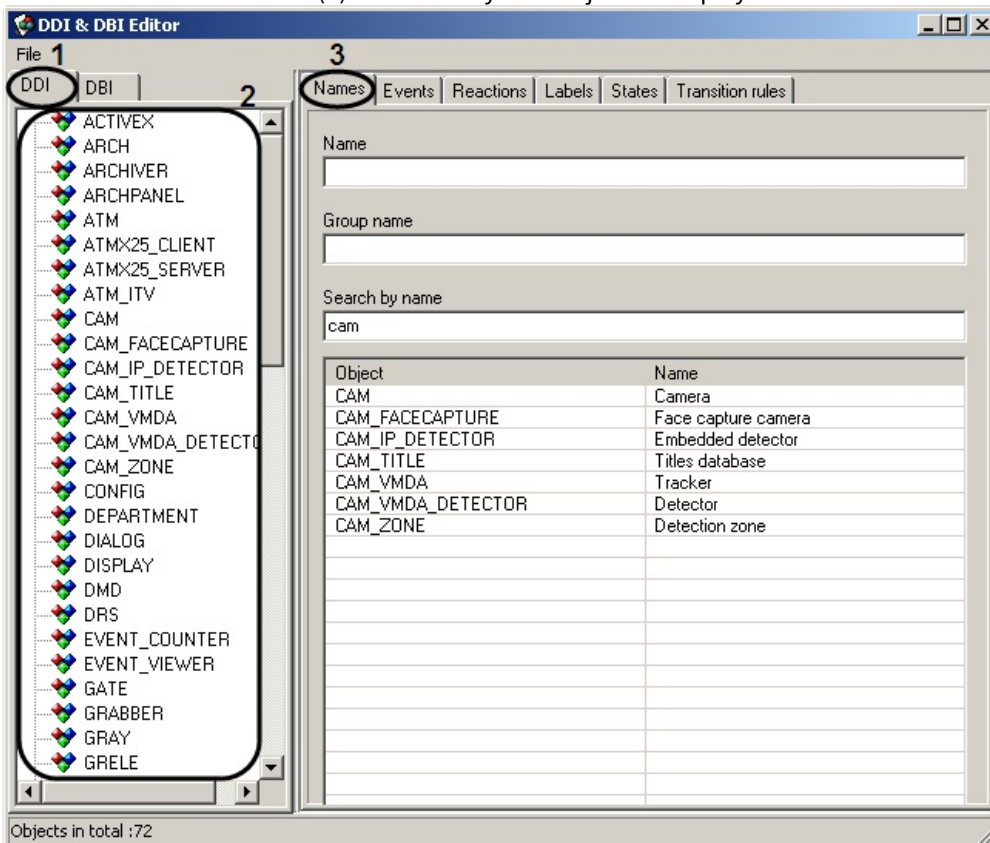 DDI & DBI Editor
File 1
3
DDI
DBI
2
ACTIVEX
ARCH
ARCHIVER
ARCHPANEL
ATM
ATMX25_CLIENT
ATMX25_SERVER
ATM_ITV
CAM
CAM_FACECAPTURE
CAM_IP_DETECTOR
CAM_TITLE
CAM_VMDA
CAM_VMDA_DETECTO
CAM_ZONE
CONFIG
DEPARTMENT
DIALOG
DISPLAY
DMD
DRS
EVENT_COUNTER
EVENT_VIEWER
GATE
GRABBER
GRAY
GRELE
Names Events Reactions Labels States Transition rules
Name
Group name
Search by name
cam
Object Name
CAM Camera
CAM_FACECAPTURE Face capture camera
CAM_IP_DETECTOR Embedded detector
CAM_TITLE Titles database
CAM_VMDA Tracker
CAM_VMDA_DETECTOR Detector
CAM_ZONE Detection zone
Objects in total :72